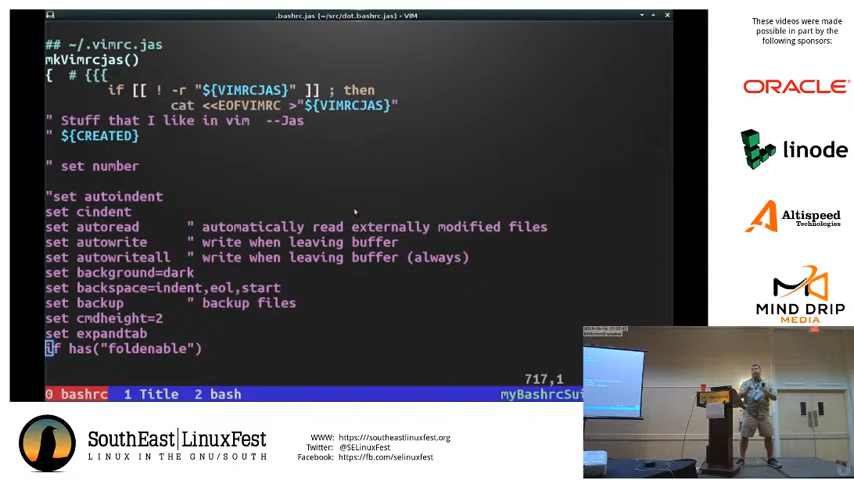 .bashrc.jas (~/src/dot.bashrc.jas) - VIM
## ~/.vimrc.jas
mkVimrcjas()
{  # {{{
if [[ ! -r "${VIMRCJAS}" ]] ; then
cat <<EOFVIMRC >"${VIMRCJAS}"
" Stuff that I like in vim  --Jas
" ${CREATED}
" set number
"set autoindent
set cindent
set autoread      " automatically read externally modified files
set autowrite     " write when leaving buffer
set autowriteall  " write when leaving buffer (always)
set background=dark
set backspace=indent,eol,start
set backup        " backup files
set cmdheight=2
set expandtab
if has("foldenable")
717,1
0 bashrc  1 Title  2 bash
myBashrcSui
These videos were made
possible in part by the
following sponsors:
ORACLE
linode
Altispeed
Technologies
MIND DRIP
MEDIA
SouthEast|LinuxFest
LINUX IN THE GNU/SOUTH
WWW: https://southeastlinuxfest.org
Twitter: @SELinuxFest
Facebook: https://fb.com/selinuxfest